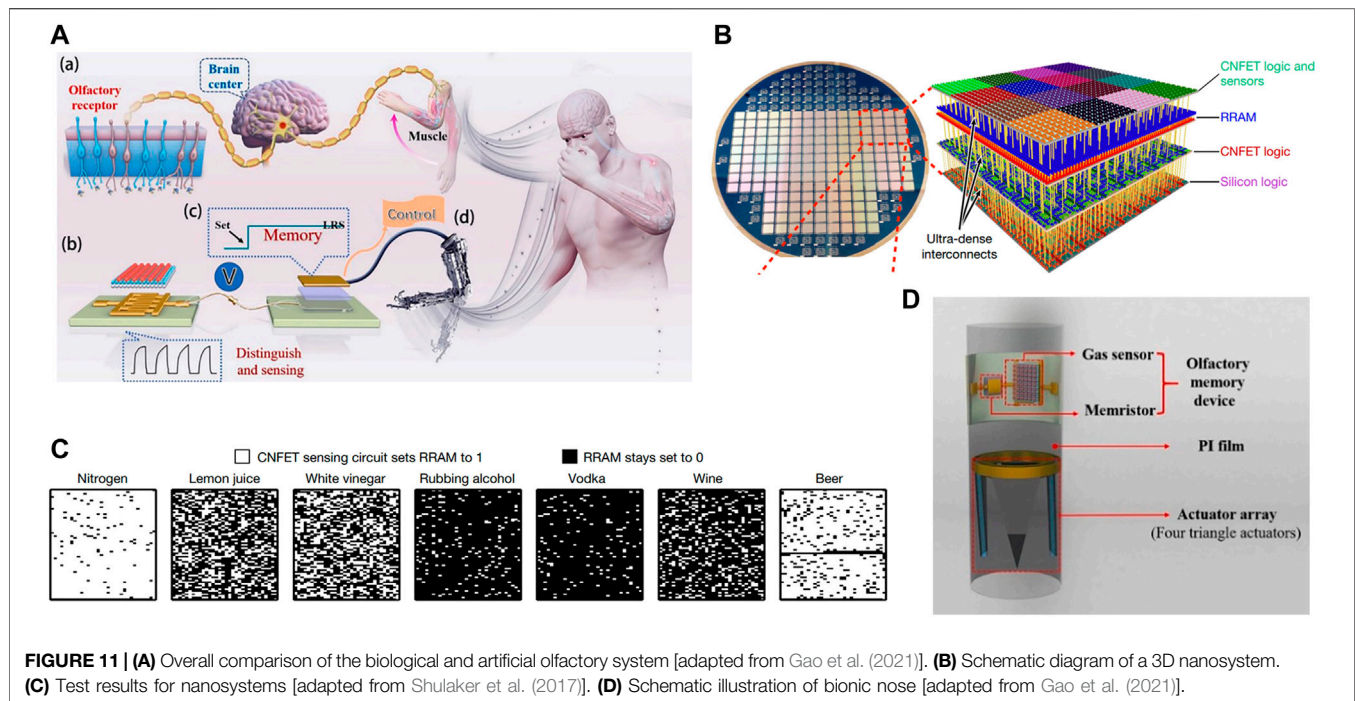 A
(a)
Olfactory
receptor
Brain
center
Muscle
(b)
(c)
Set
LRS
Memory
Control
(d)
V
Distinguish
and sensing
B
CNFET logic and
sensors
RRAM
CNFET logic
Silicon logic
Ultra-dense
interconnects
C
CNFET sensing circuit sets RRAM to 1
RRAM stays set to 0
Nitrogen
Lemon juice
White vinegar
Rubbing alcohol
Vodka
Wine
Beer
D
Gas sensor
Memristor
Olfactory
memory
device
PI film
Actuator array
(Four triangle actuators)
FIGURE 11 | (A) Overall comparison of the biological and artificial olfactory system [adapted from Gao et al. (2021)]. (B) Schematic diagram of a 3D nanosystem.
(C) Test results for nanosystems [adapted from Shulaker et al. (2017)]. (D) Schematic illustration of bionic nose [adapted from Gao et al. (2021)].